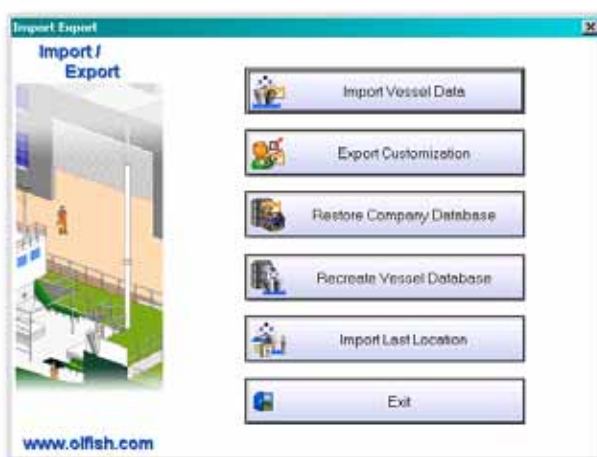 Import Export
Import /
Export
Import Vessel Data
Export Customization
Restore Company Database
Recreate Vessel Database
Import Last Location
Exit
www.olfish.com